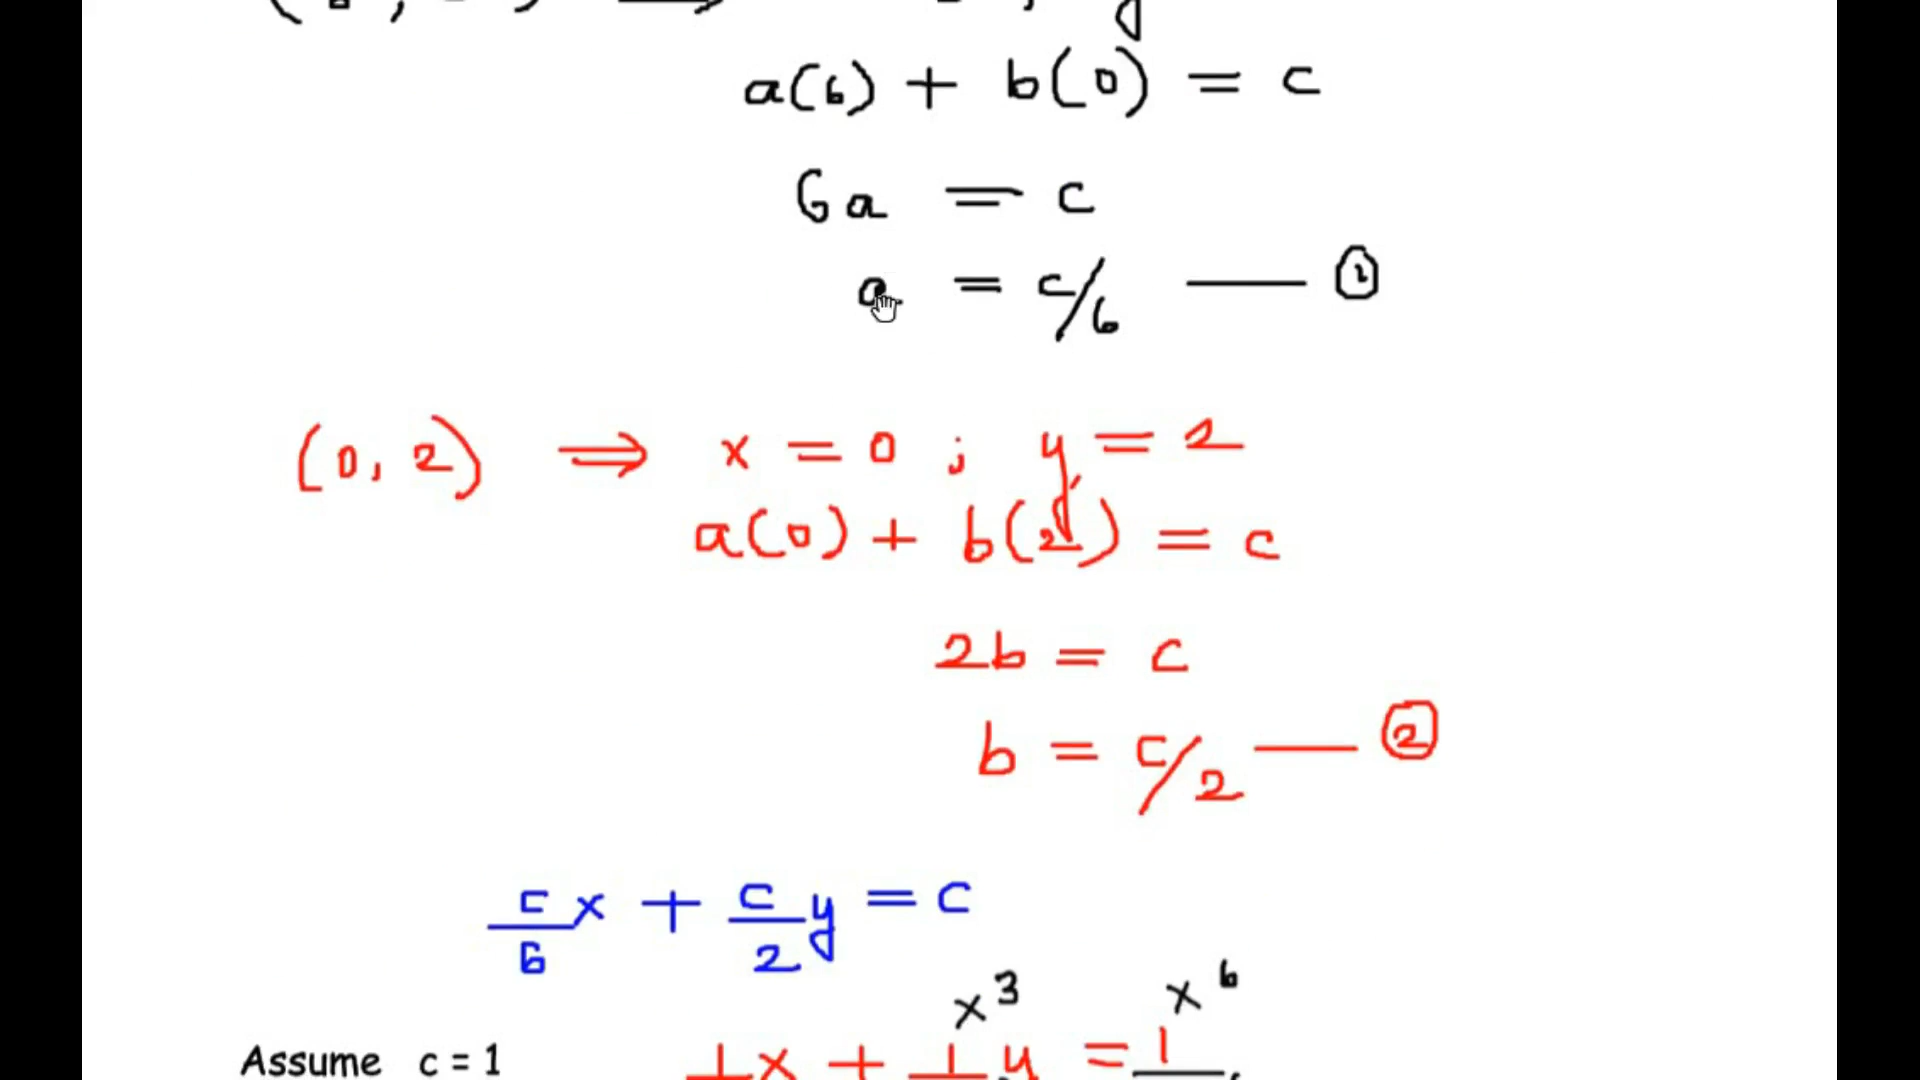 a(6) + b(0) = c
6a = c
a = c/6 —— ①
(0, 2) ⟹ x = 0 ; y = 2
a(0) + b(2) = c
2b = c
b = c/2 —— ②
c/6 x + c/2 y = c
x 3 x 6
Assume c = 1